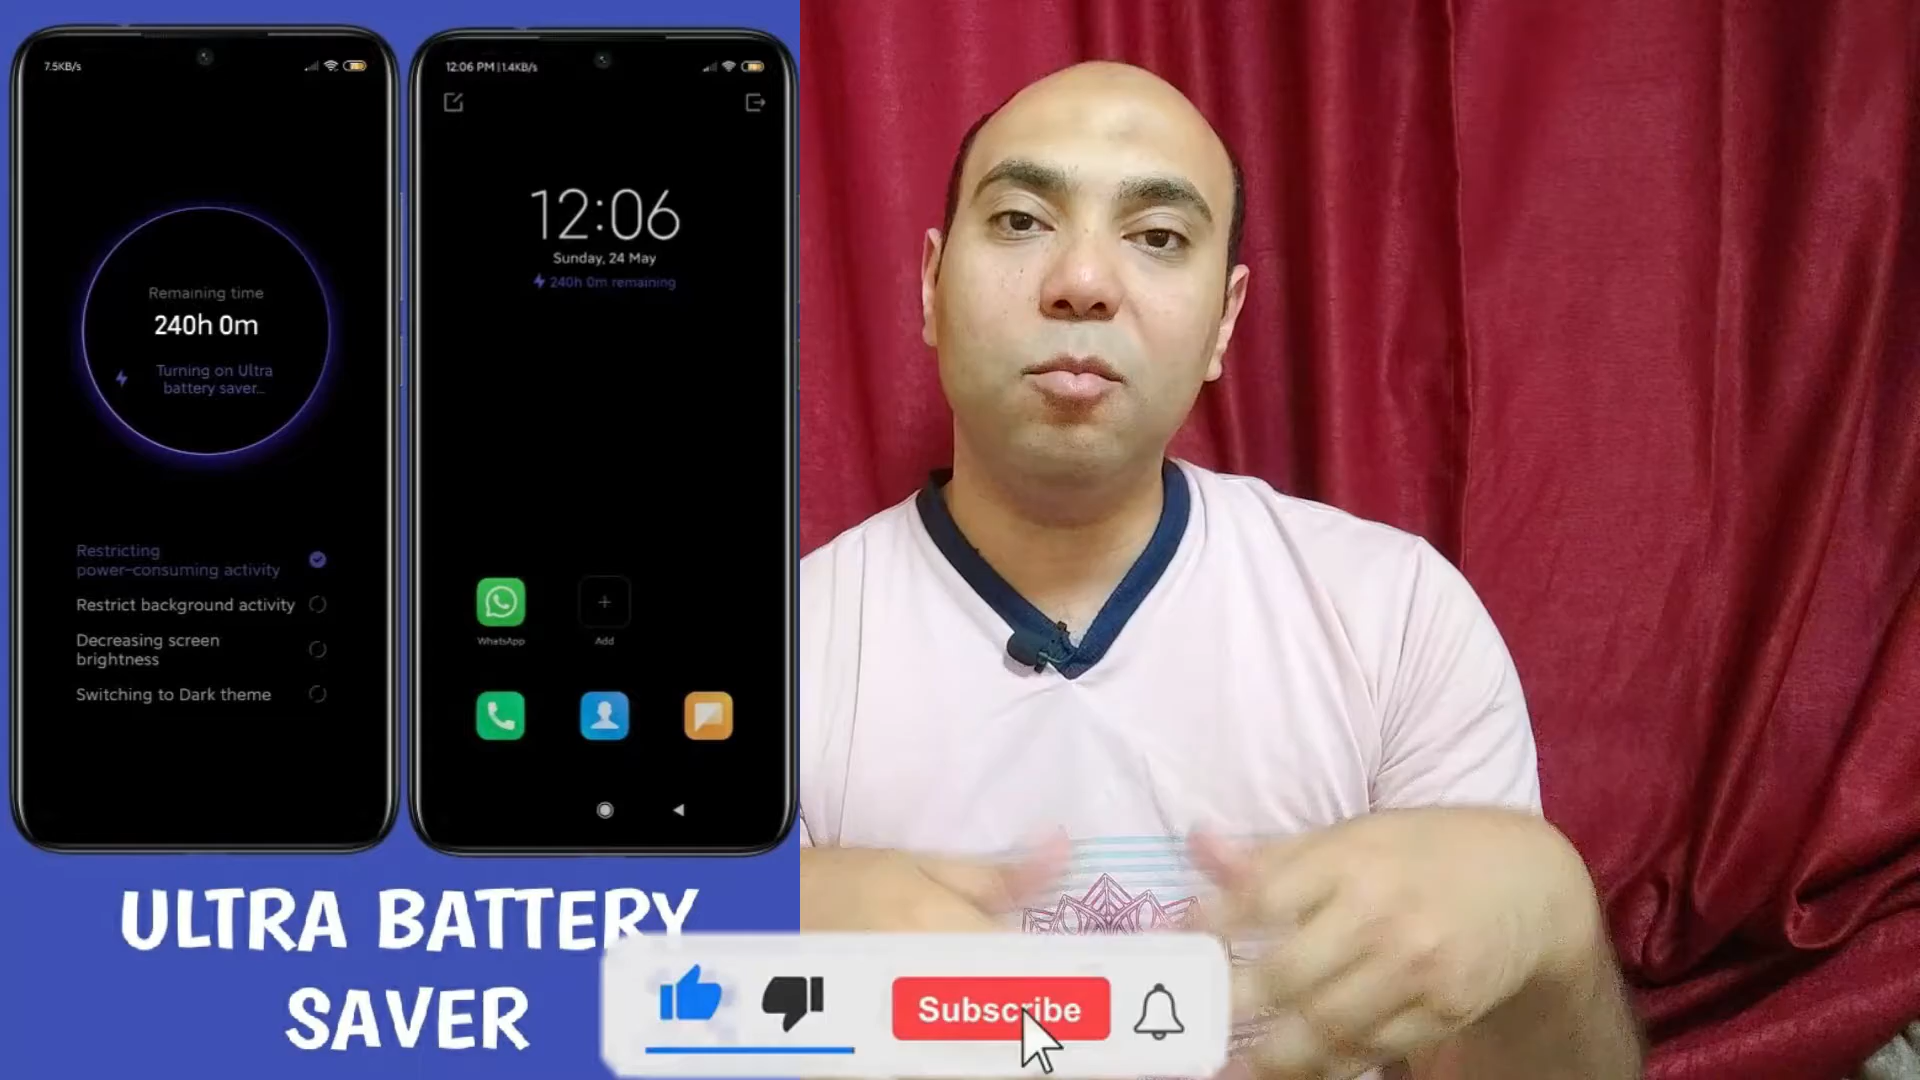 7.5KB/s
Remaining time
240h 0m
Turning on Ultra
battery saver...
Restricting
power-consuming activity
Restrict background activity
Decreasing screen
brightness
Switching to Dark theme
12:06 PM | 1.4KB/s
12:06
Sunday, 24 May
240h 0m remaining
WhatsApp
Add
ULTRA BATTERY
SAVER
Subscribe